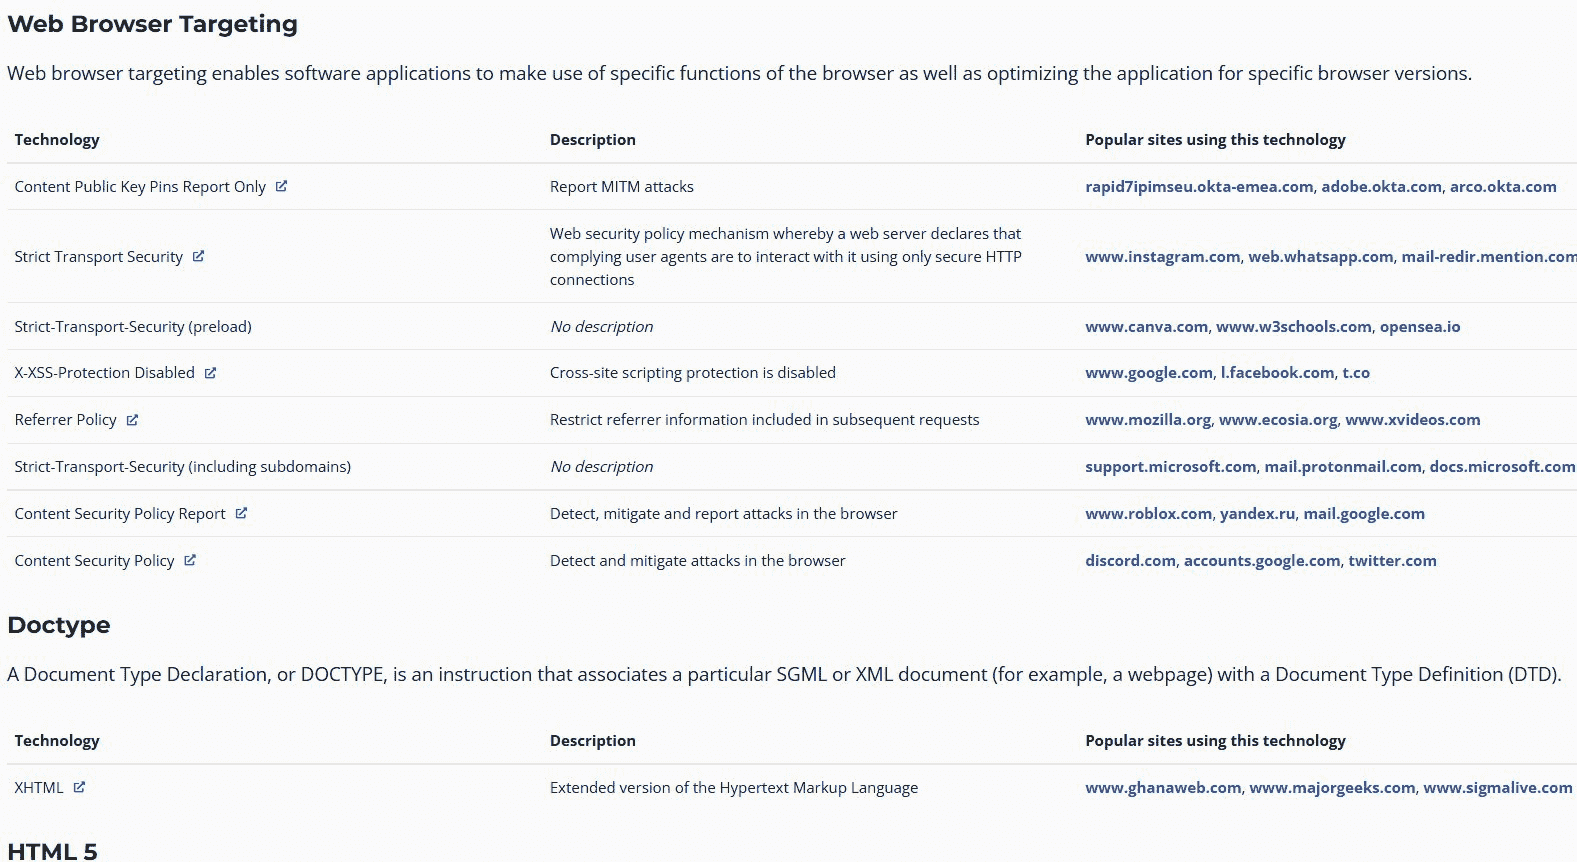 Web Browser Targeting
Web browser targeting enables software applications to make use of specific functions of the browser as well as optimizing the application for specific browser versions.
Technology Description Popular sites using this technology
Content Public Key Pins Report Only Report MITM attacks rapid7ipimseu.okta-emea.com, adobe.okta.com, arco.okta.com
Web security policy mechanism whereby a web server declares that
Strict Transport Security complying user agents are to interact with it using only secure HTTP www.instagram.com, web.whatsapp.com, mail-redir.mention.com
connections
Strict-Transport-Security (preload) No description www.canva.com, www.w3schools.com, opensea.io
X-XSS-Protection Disabled Cross-site scripting protection is disabled www.google.com, l.facebook.com, t.co
Referrer Policy Restrict referrer information included in subsequent requests www.mozilla.org, www.ecosia.org, www.xvideos.com
Strict-Transport-Security (including subdomains) No description support.microsoft.com, mail.protonmail.com, docs.microsoft.com
Content Security Policy Report Detect, mitigate and report attacks in the browser www.roblox.com, yandex.ru, mail.google.com
Content Security Policy Detect and mitigate attacks in the browser discord.com, accounts.google.com, twitter.com
Doctype
A Document Type Declaration, or DOCTYPE, is an instruction that associates a particular SGML or XML document (for example, a webpage) with a Document Type Definition (DTD).
Technology Description Popular sites using this technology
XHTML Extended version of the Hypertext Markup Language www.ghanaweb.com, www.majorgeeks.com, www.sigmalive.com
HTML 5